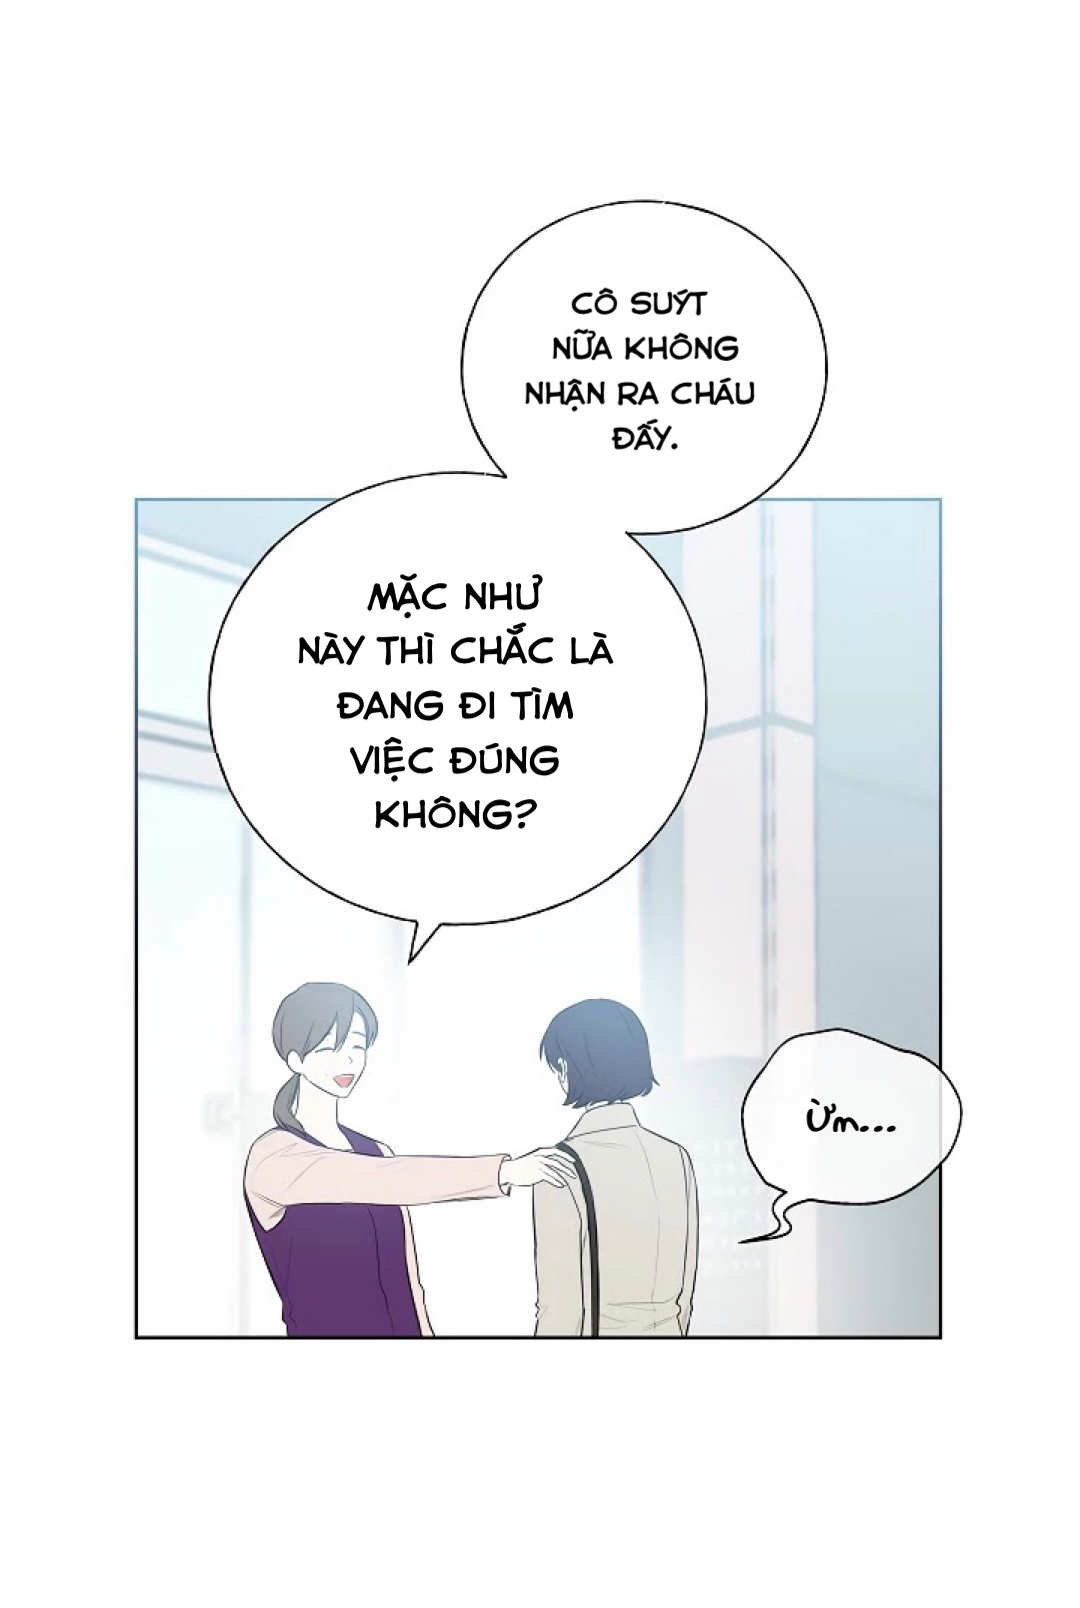 CÔ SUÝT
NỮA KHÔNG
NHẬN RA CHÁU
ĐẤY.
MẶC NHƯ
NÀY THÌ CHẮC LÀ
ĐANG ĐI TÌM
VIỆC ĐÚNG
KHÔNG?
ỪM...